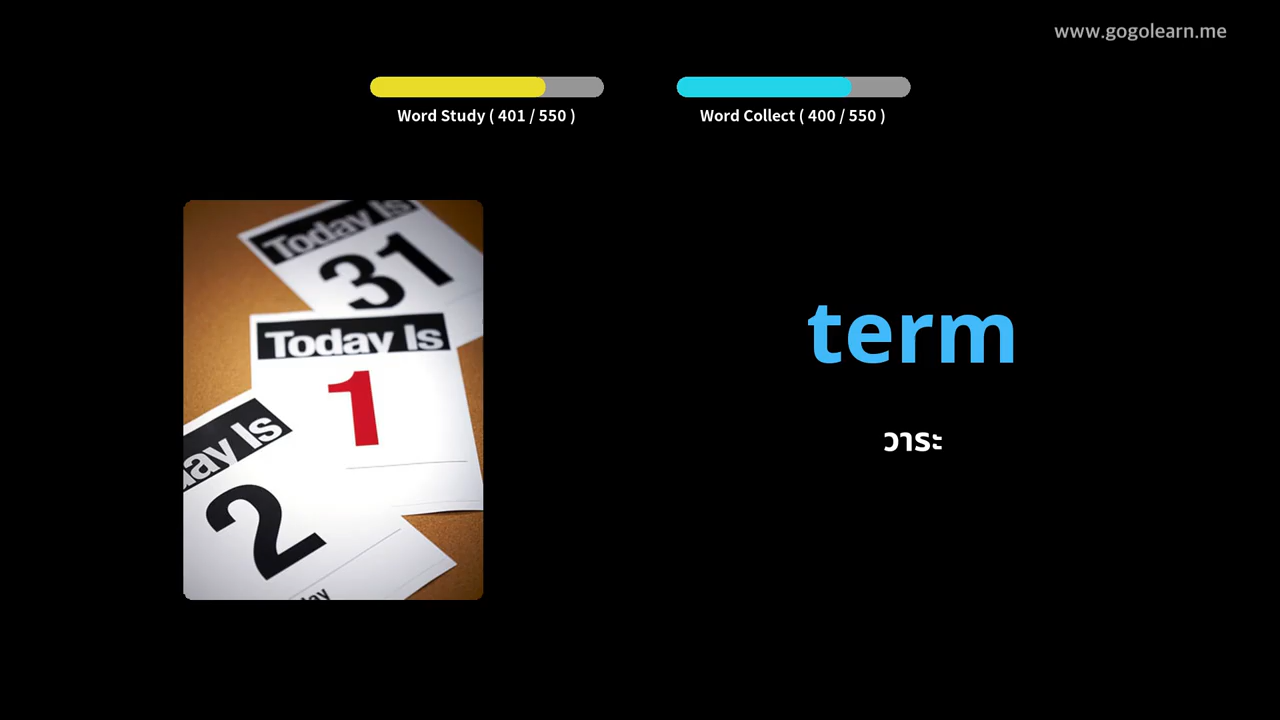 www.gogolearn.me
Word Study ( 401 / 550 )
Word Collect ( 400 / 550 )
Today Is
31
Today Is
1
ay Is
2
term
วาระ